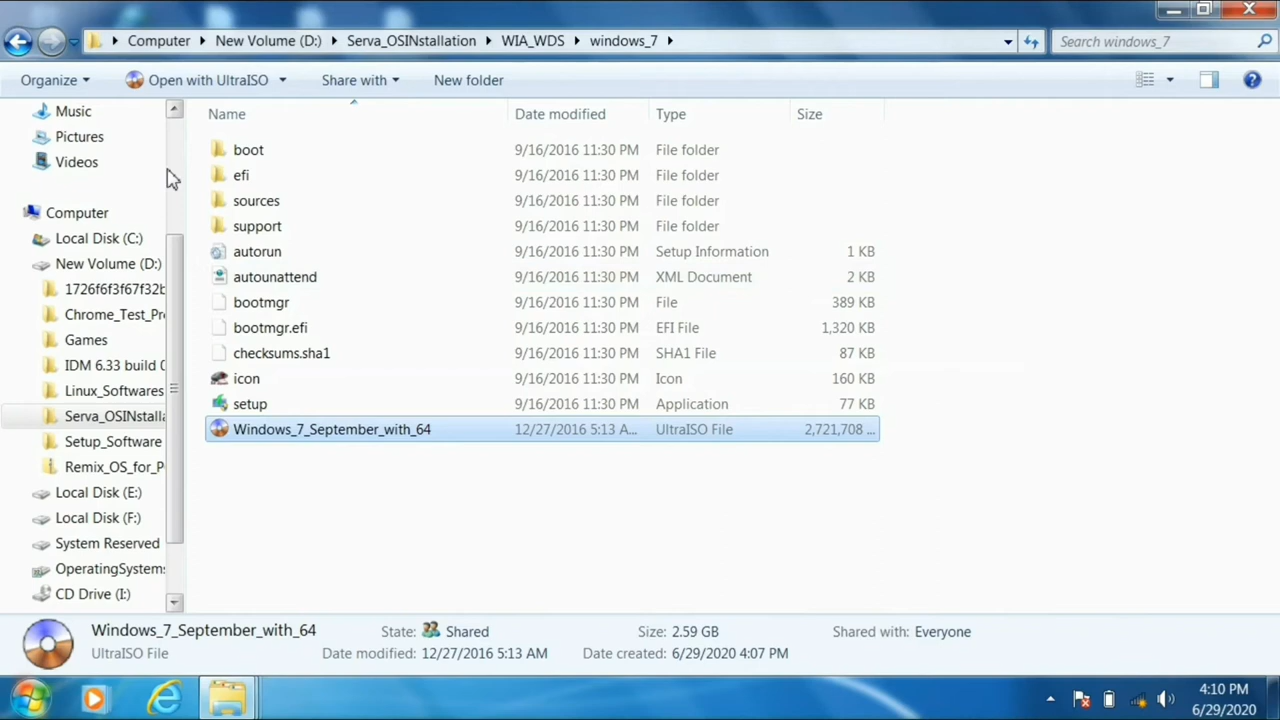 Computer New Volume (D:) Serva_OSINstallation WIA_WDS windows_7 Search windows_7
Organize Open with UltraISO Share with New folder
Music
Pictures
Videos
Computer
Local Disk (C:)
New Volume (D:)
1726f6f3f67f32b
Chrome_Test_Pr
Games
IDM 6.33 build
Linux_Softwares
Serva_OSINstalla
Setup_Software
Remix_OS_for_P
Local Disk (E:)
Local Disk (F:)
System Reserved
OperatingSystem
CD Drive (I:)
Name Date modified Type Size
boot 9/16/2016 11:30 PM File folder
efi 9/16/2016 11:30 PM File folder
sources 9/16/2016 11:30 PM File folder
support 9/16/2016 11:30 PM File folder
autorun 9/16/2016 11:30 PM Setup Information 1 KB
autounattend 9/16/2016 11:30 PM XML Document 2 KB
bootmgr 9/16/2016 11:30 PM File 389 KB
bootmgr.efi 9/16/2016 11:30 PM EFI File 1,320 KB
checksums.sha1 9/16/2016 11:30 PM SHA1 File 87 KB
icon 9/16/2016 11:30 PM Icon 160 KB
setup 9/16/2016 11:30 PM Application 77 KB
Windows_7_September_with_64 12/27/2016 5:13 A... UltraISO File 2,721,708 ...
Windows_7_September_with_64 State: Shared Size: 2.59 GB Shared with: Everyone
UltraISO File Date modified: 12/27/2016 5:13 AM Date created: 6/29/2020 4:07 PM
4:10 PM
6/29/2020